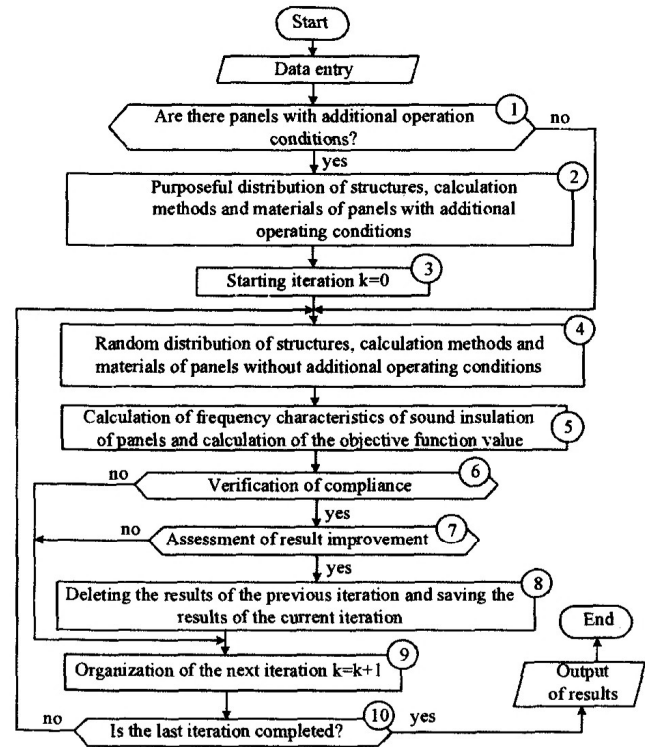 Start
Data entry
1
Are there panels with additional operation
conditions?
no
yes
2
Purposeful distribution of structures, calculation
methods and materials of panels with additional
operating conditions
3
Starting iteration k=0
4
Random distribution of structures, calculation methods and
materials of panels without additional operating conditions
Calculation of frequency characteristics of sound insulation
of panels and calculation of the objective function value
5
no
6
Verification of compliance
yes
no
7
Assessment of result improvement
yes
8
Deleting the results of the previous iteration and saving the
results of the current iteration
End
9
Organization of the next iteration k=k+1
Output
of results
no
10
Is the last iteration completed?
yes